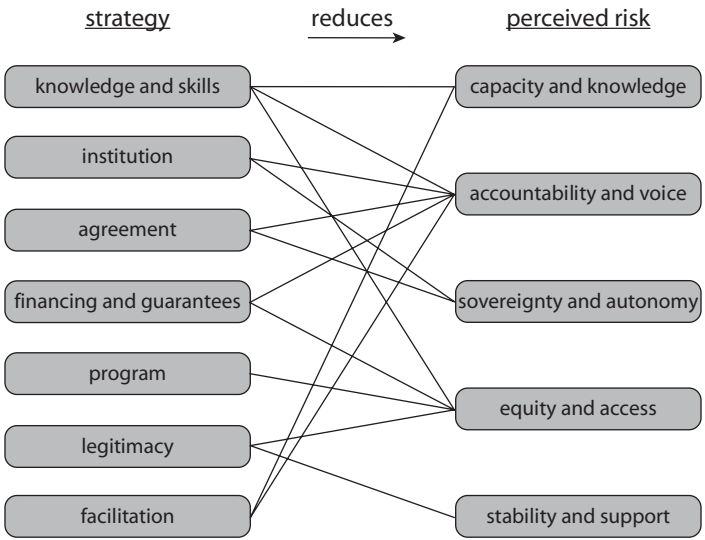 strategy
reduces
perceived risk
knowledge and skills
institution
agreement
financing and guarantees
program
legitimacy
facilitation
capacity and knowledge
accountability and voice
sovereignty and autonomy
equity and access
stability and support